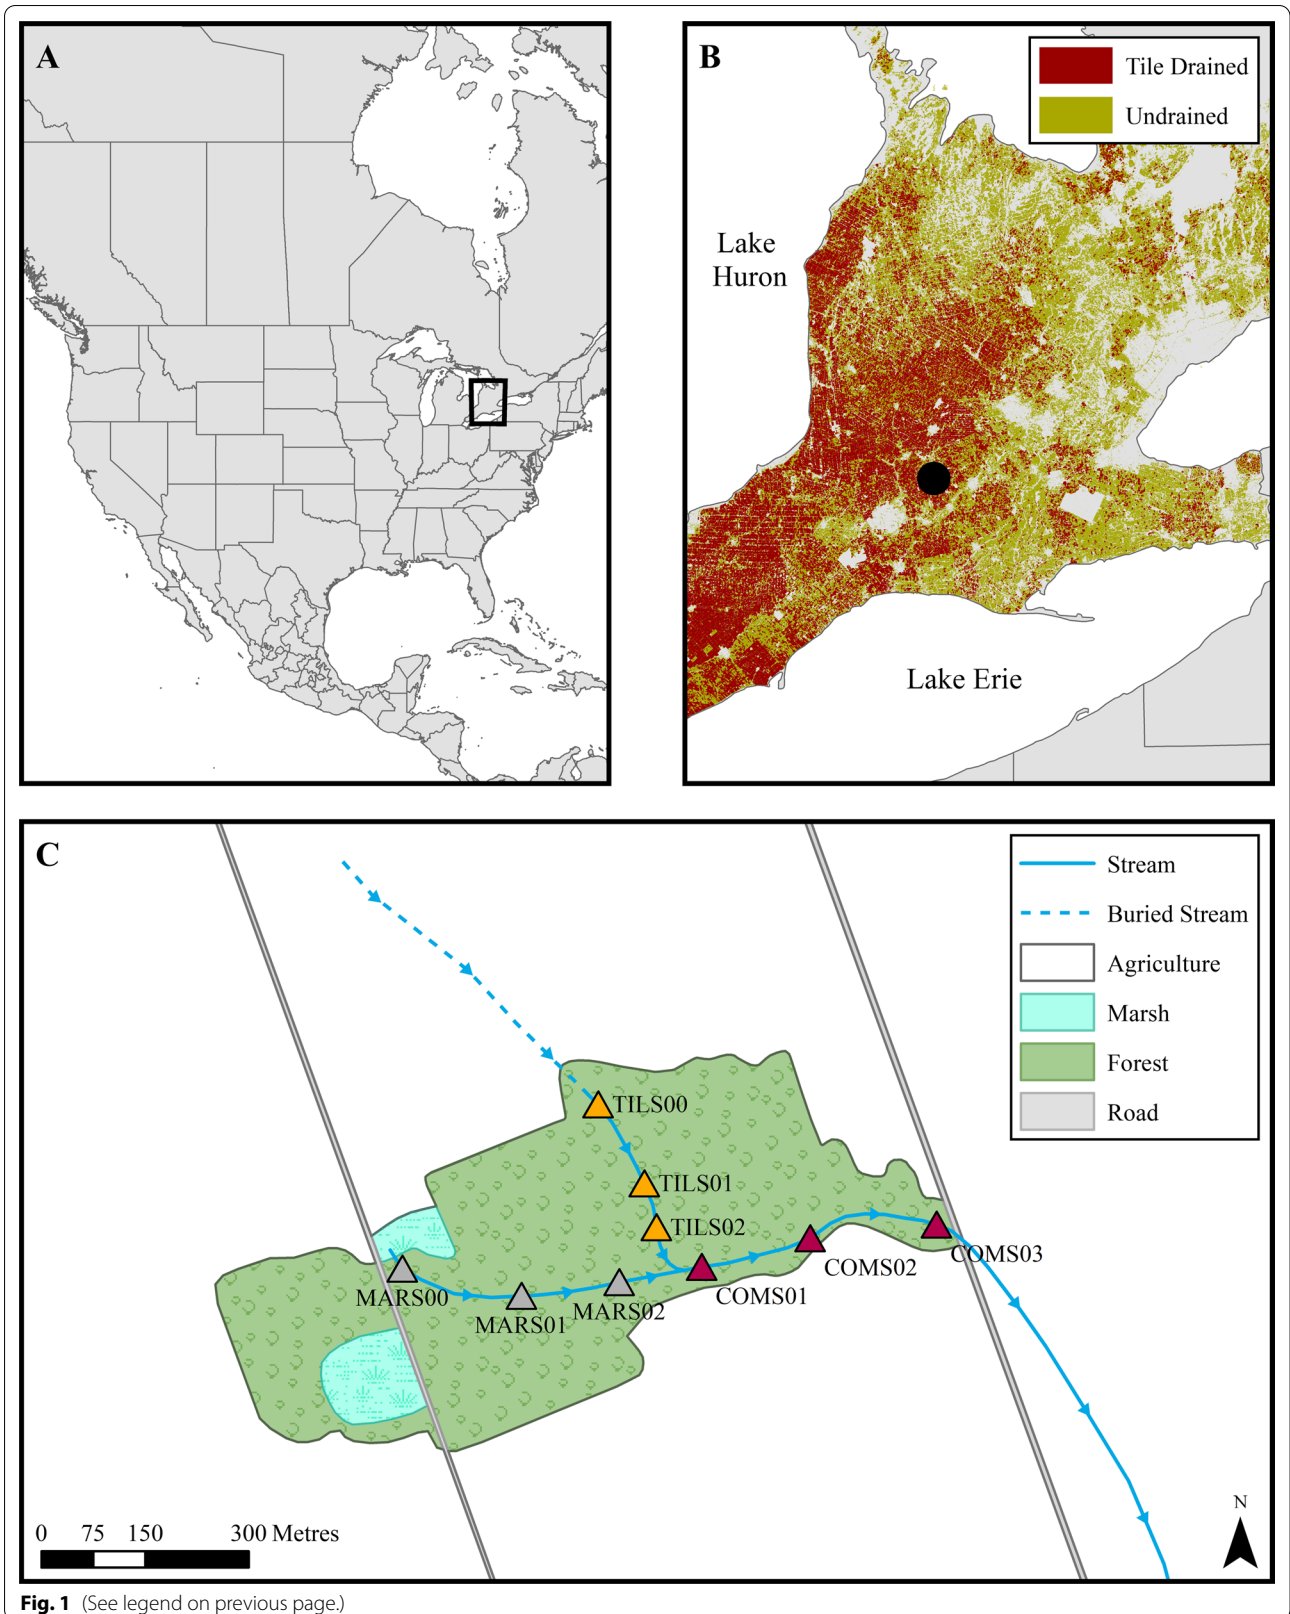 A
B
Tile Drained
Undrained
Lake
Huron
Lake Erie
C
Stream
Buried Stream
Agriculture
Marsh
Forest
Road
TILS00
TILS01
TILS02
COMS03
COMS02
MARS00
COMS01
MARS02
MARS01
N
0 75 150 300 Metres
Fig. 1 (See legend on previous page.)